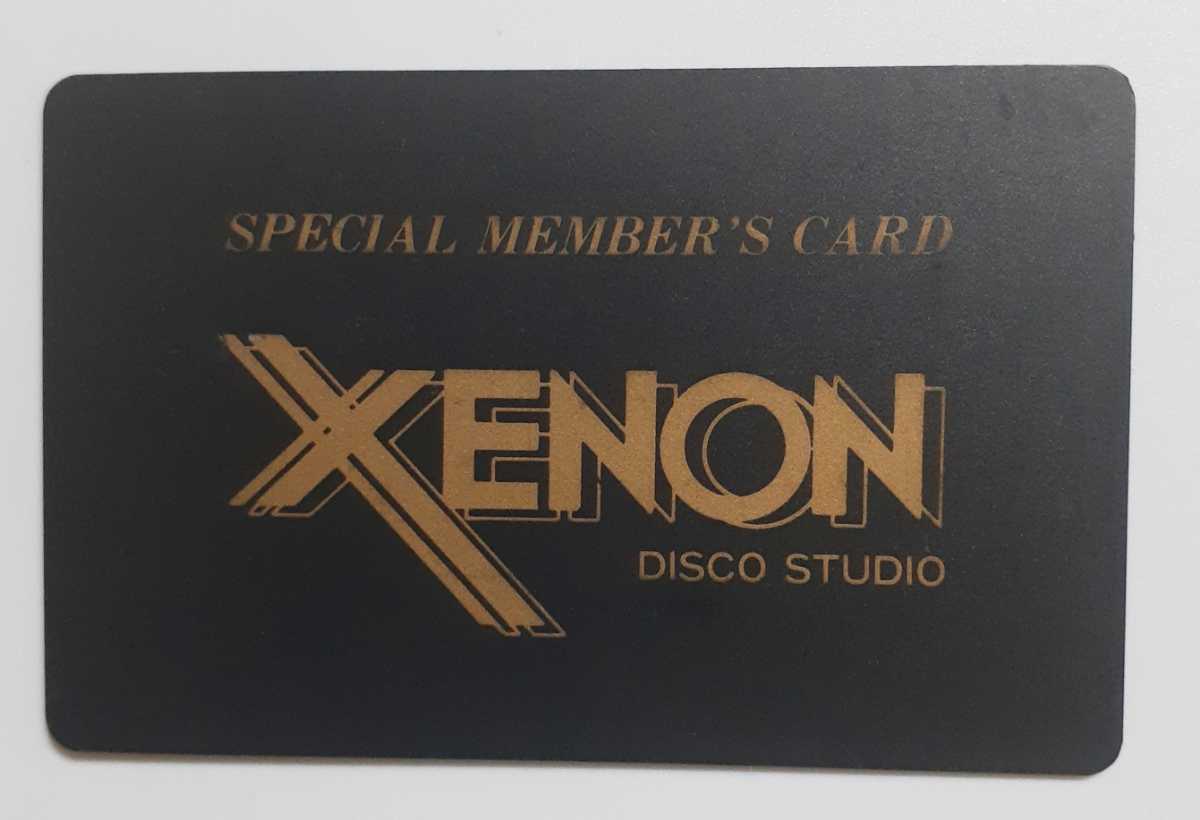 SPECIAL MEMBER'S CARD
XENON
DISCO STUDIO